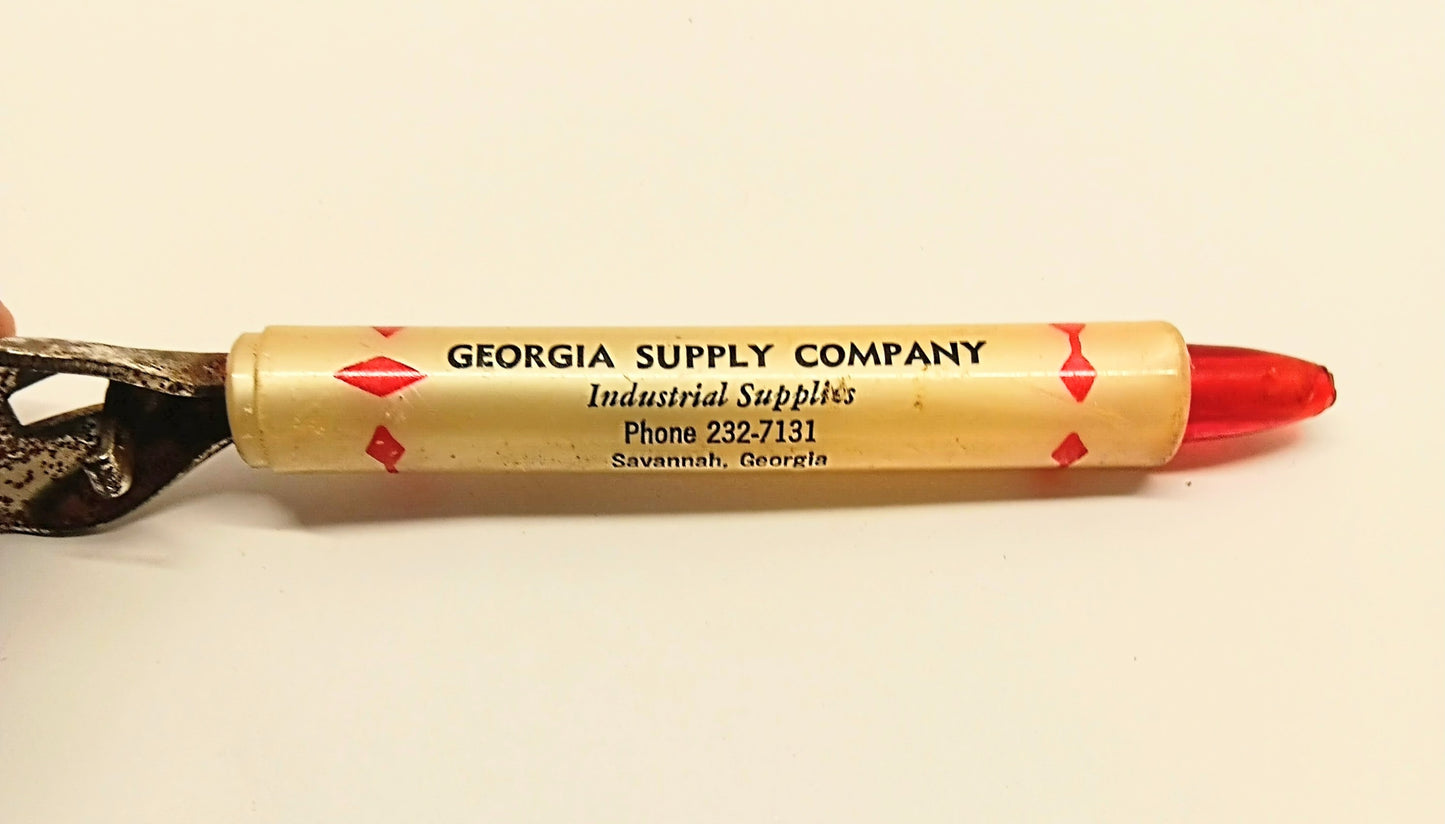 GEORGIA SUPPLY COMPANY
Industrial Supplies
Phone 232-7131
Savannah, Georgia